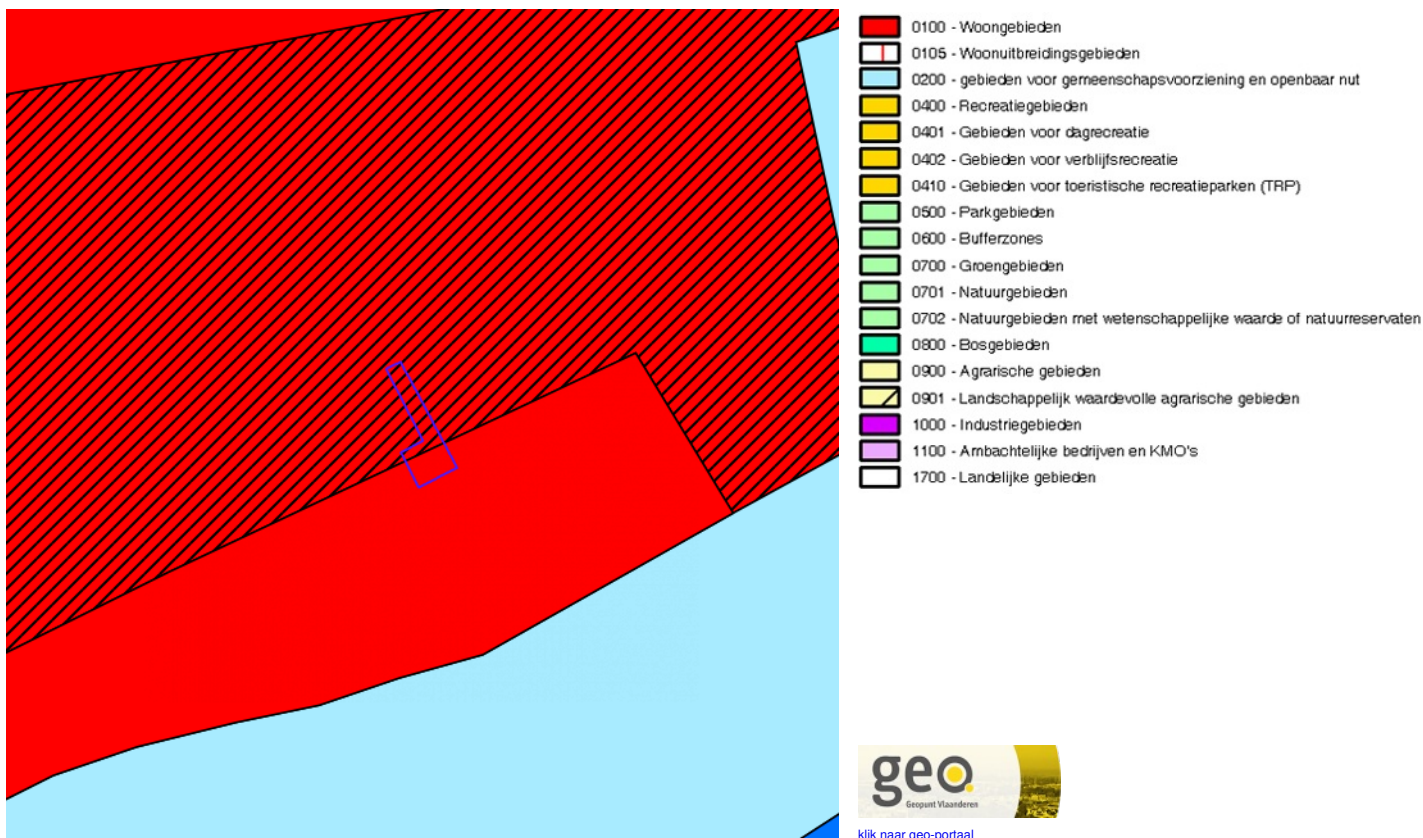 0100 - Woongebieden
0105 - Woonuitbreidingsgebieden
0200 - gebieden voor gemeenschapsvoorziening en openbaar nut
0400 - Recreatiegebieden
0401 - Gebieden voor dagrecreatie
0402 - Gebieden voor verblijfsrecreatie
0410 - Gebieden voor toeristische recreatieparken (TRP)
0500 - Parkgebieden
0600 - Bufferzones
0700 - Groengebieden
0701 - Natuurgebieden
0702 - Natuurgebieden met wetenschappelijke waarde of natuurreservaten
0800 - Bosgebieden
0900 - Agrarische gebieden
0901 - Landschappelijk waardevolle agrarische gebieden
1000 - Industriegebieden
1100 - Ambachtelijke bedrijven en KMO's
1700 - Landelijke gebieden
geo
Geopunt Vlaanderen
klik naar geo-portaal